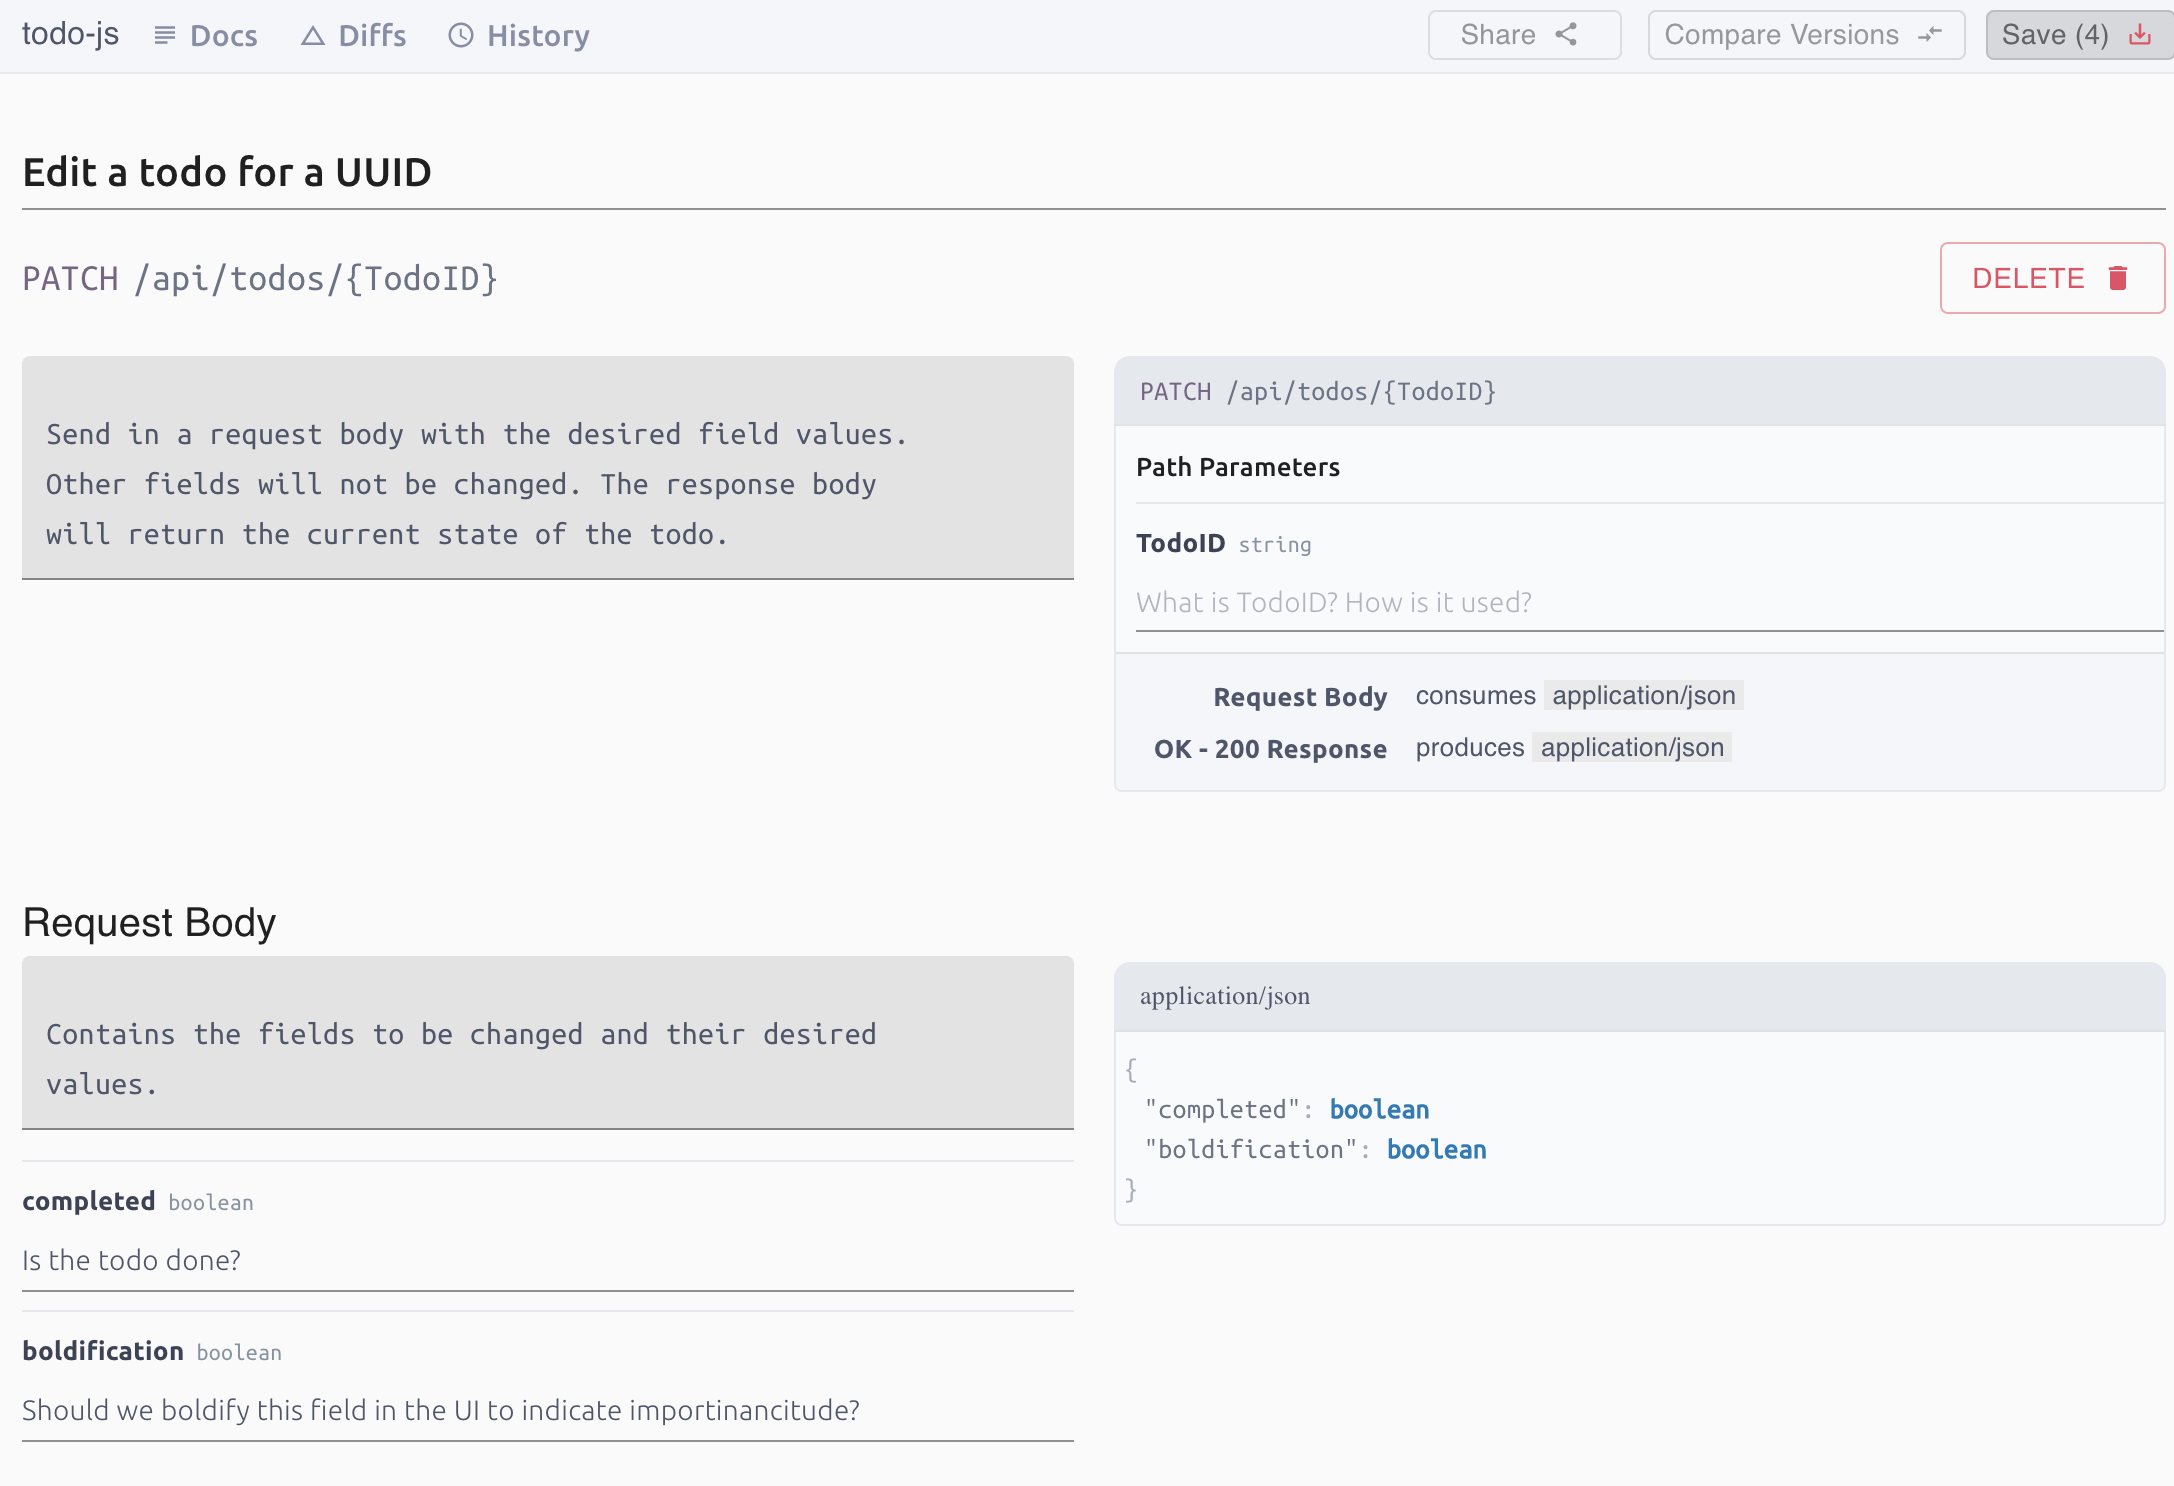 todo-js Docs Diffs History Share Compare Versions Save (4)
Edit a todo for a UUID
PATCH /api/todos/{TodoID}
DELETE
Send in a request body with the desired field values.
Other fields will not be changed. The response body
will return the current state of the todo.
PATCH /api/todos/{TodoID}
Path Parameters
TodoID string
What is TodoID? How is it used?
Request Body consumes application/json
OK - 200 Response produces application/json
Request Body
Contains the fields to be changed and their desired
values.
completed boolean
Is the todo done?
boldification boolean
Should we boldify this field in the UI to indicate importinancitude?
application/json
{
"completed": boolean
"boldification": boolean
}